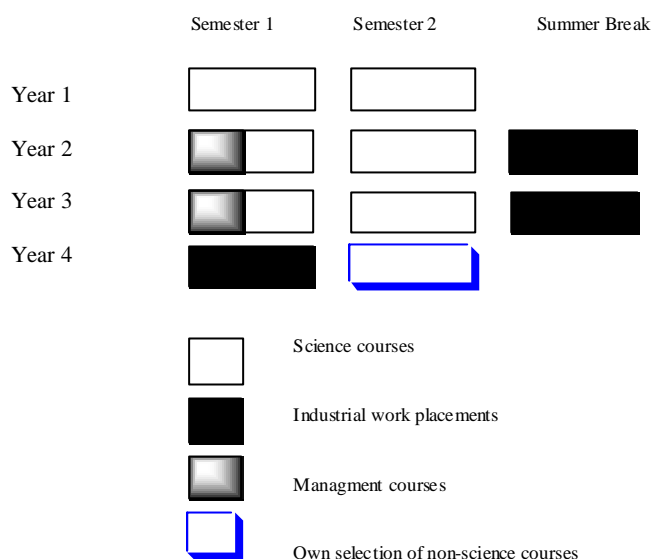 Semester 1 Semester 2 Summer Break
Year 1
Year 2
Year 3
Year 4
Science courses
Industrial work placements
Managment courses
Own selection of non-science courses